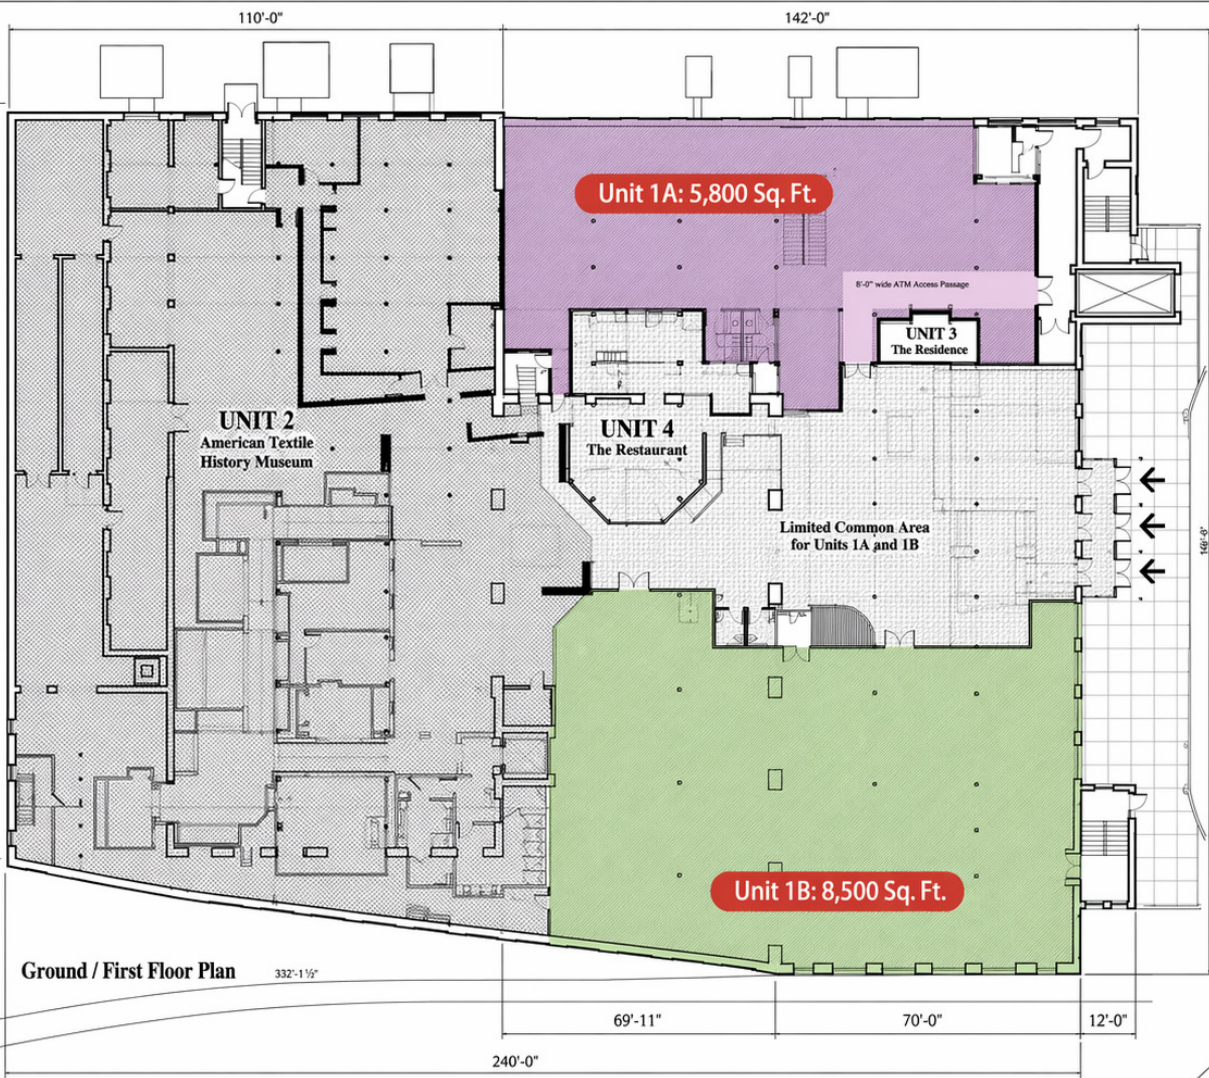 110'-0"
142'-0"
Unit 1A: 5,800 Sq. Ft.
8'-0" wide ATM Access Passage
UNIT 3
The Residence
UNIT 2
American Textile
History Museum
UNIT 4
The Restaurant
Limited Common Area
for Units 1A and 1B
Unit 1B: 8,500 Sq. Ft.
Ground / First Floor Plan
332'-1 ½"
69'-11"
70'-0"
12'-0"
240'-0"